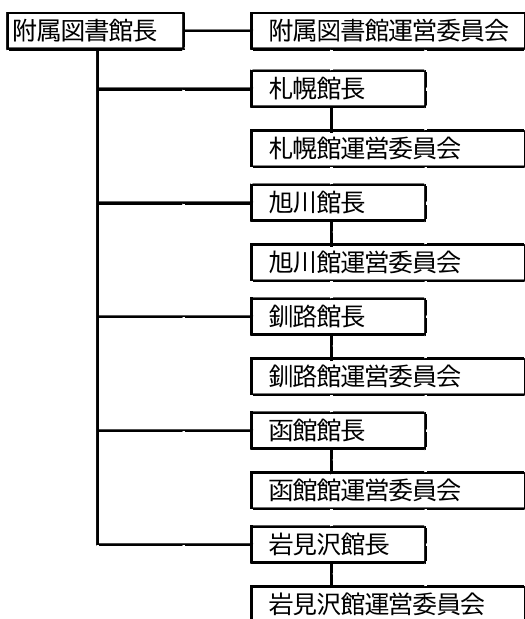 附属図書館長
附属図書館運営委員会
札幌館長
札幌館運営委員会
旭川館長
旭川館運営委員会
釧路館長
釧路館運営委員会
函館館長
函館館運営委員会
岩見沢館長
岩見沢館運営委員会